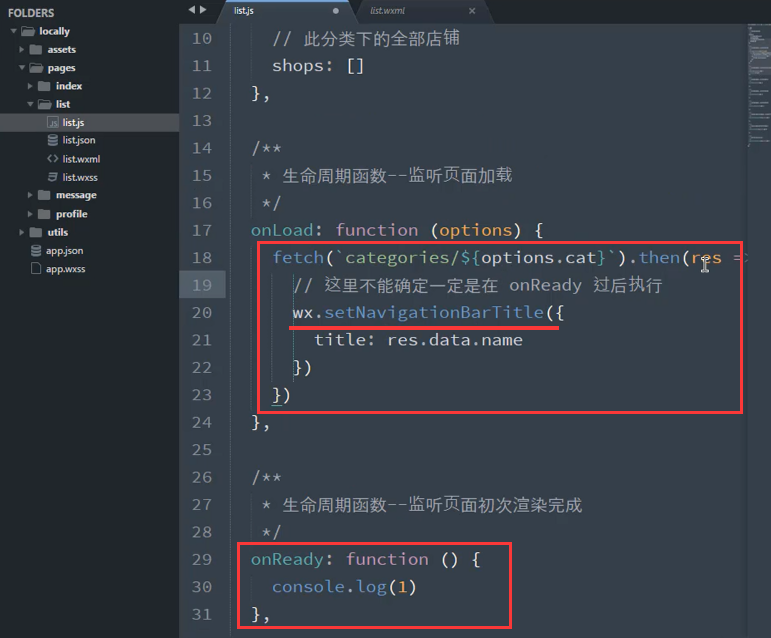 FOLDERS
locally
assets
pages
index
list
list.js
list.json
list.wxml
list.wxss
message
profile
utils
app.json
app.wxss
list.js
list.wxml
10 // 此分类下的全部店铺
11 shops: []
12 },
13
14 /**
15 * 生命周期函数--监听页面加载
16 */
17 onLoad: function (options) {
18 fetch(`categories/${options.cat}`).then(res =
19 // 这里不能确定一定是在 onReady 过后执行
20 wx.setNavigationBarTitle({
21 title: res.data.name
22 })
23 })
24 },
25
26 /**
27 * 生命周期函数--监听页面初次渲染完成
28 */
29 onReady: function () {
30 console.log(1)
31 },